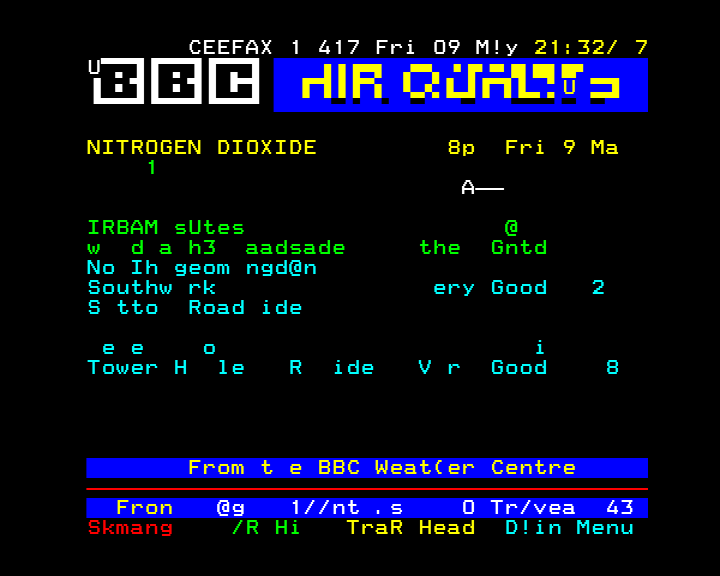 CEEFAX 1 417 Fri 09 M!y 21:32/ 7
U
BBC AIR QUALITY
U
NITROGEN DIOXIDE 8p Fri 9 Ma
1
A——
IRBAM sUtes @
w d a h3 aadsade the Gntd
No Ih geom ngd@n
Southw rk ery Good 2
S tto Road ide
e e o i
Tower H le R ide V r Good 8
From t e BBC Weat(er Centre
Fron @g 1//nt .s O Tr/vea 43
Skmang /R Hi TraR Head D!in Menu